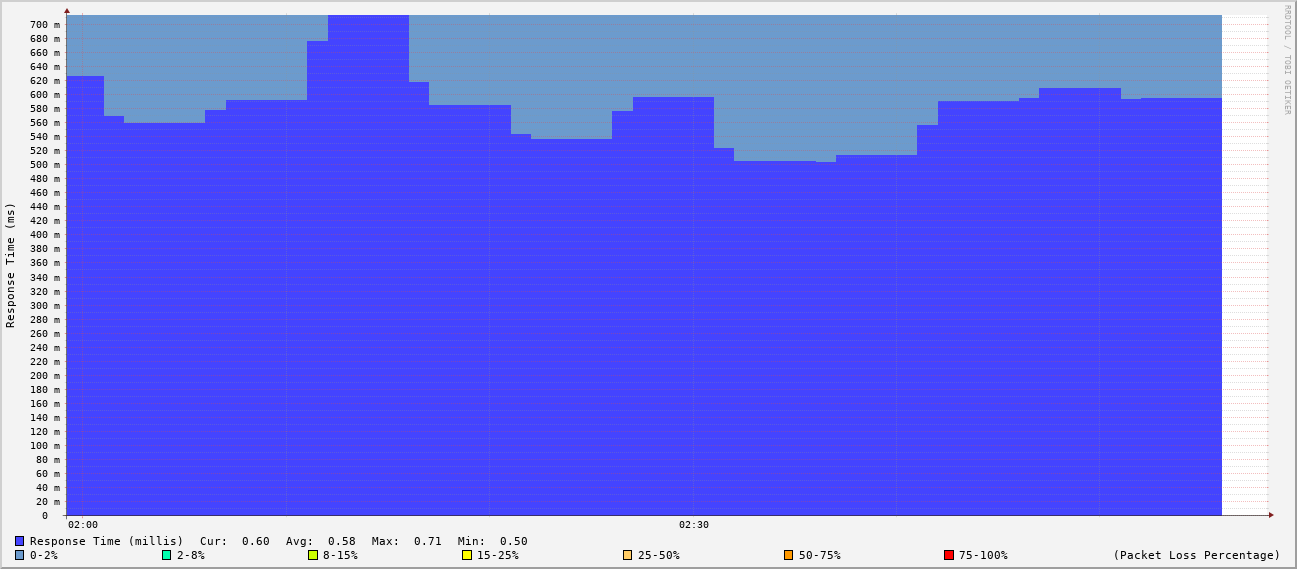 RRDTOOL / TOBI OETIKER
Response Time (ms)
700 m
680 m
660 m
640 m
620 m
600 m
580 m
560 m
540 m
520 m
500 m
480 m
460 m
440 m
420 m
400 m
380 m
360 m
340 m
320 m
300 m
280 m
260 m
240 m
220 m
200 m
180 m
160 m
140 m
120 m
100 m
80 m
60 m
40 m
20 m
0
02:00 02:30
Response Time (millis) Cur: 0.60 Avg: 0.58 Max: 0.71 Min: 0.50
0-2% 2-8% 8-15% 15-25% 25-50% 50-75% 75-100% (Packet Loss Percentage)